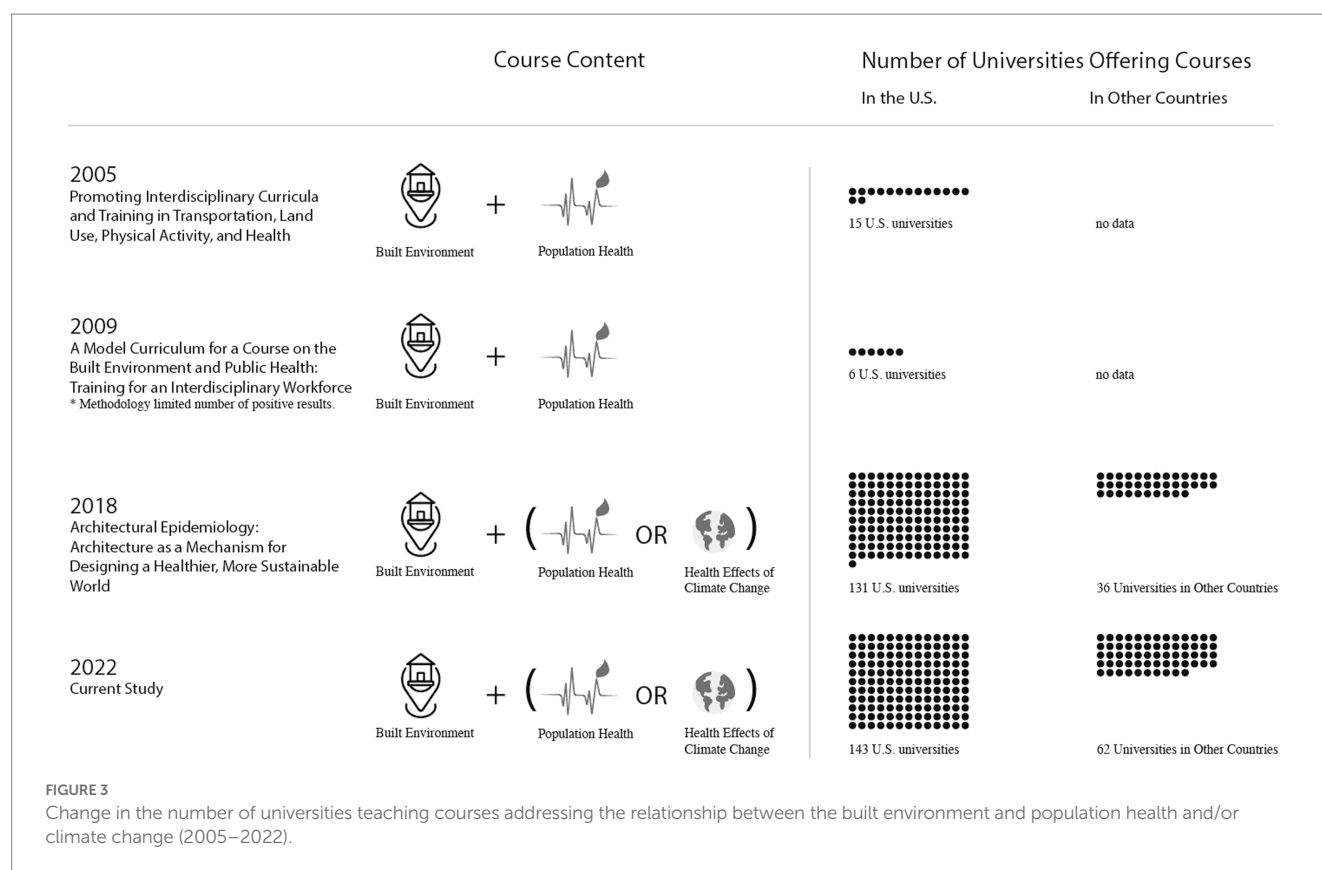 Course Content
Number of Universities Offering Courses
In the U.S.
In Other Countries
2005
Promoting Interdisciplinary Curricula
and Training in Transportation, Land
Use, Physical Activity, and Health
+
Built Environment
Population Health
15 U.S. universities
no data
2009
A Model Curriculum for a Course on the
Built Environment and Public Health:
Training for an Interdisciplinary Workforce
* Methodology limited number of positive results.
+
Built Environment
Population Health
6 U.S. universities
no data
2018
Architectural Epidemiology:
Architecture as a Mechanism for
Designing a Healthier, More Sustainable
World
+ ( OR )
Built Environment
Population Health
Health Effects of
Climate Change
131 U.S. universities
36 Universities in Other Countries
2022
Current Study
+ ( OR )
Built Environment
Population Health
Health Effects of
Climate Change
143 U.S. universities
62 Universities in Other Countries
FIGURE 3
Change in the number of universities teaching courses addressing the relationship between the built environment and population health and/or
climate change (2005–2022).